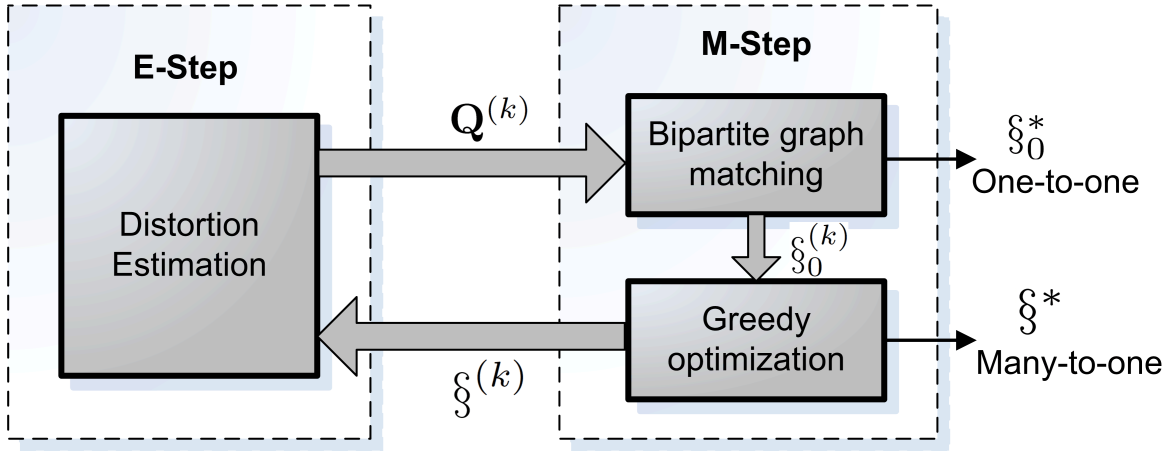 E-Step
Distortion
Estimation
Q^{(k)}
§^{(k)}
M-Step
Bipartite graph
matching
§_0^{(k)}
Greedy
optimization
§_0^*
One-to-one
§^*
Many-to-one